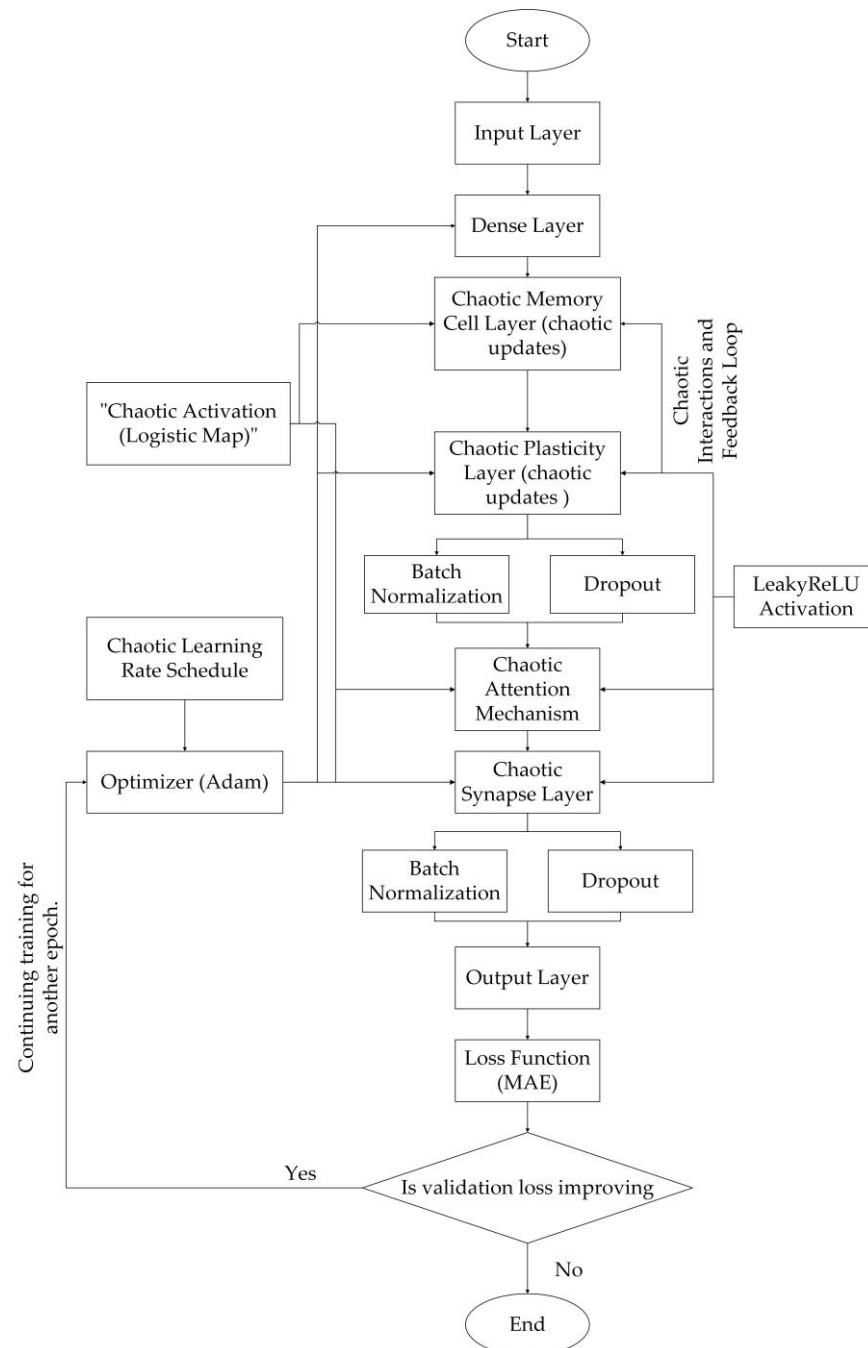 Start
Input Layer
Dense Layer
Chaotic Memory
Cell Layer (chaotic
updates)
Chaotic
Interactions and
Feedback Loop
"Chaotic Activation
(Logistic Map)"
Chaotic Plasticity
Layer (chaotic
updates )
Batch
Normalization
Dropout
LeakyReLU
Activation
Chaotic Learning
Rate Schedule
Chaotic
Attention
Mechanism
Optimizer (Adam)
Chaotic
Synapse Layer
Batch
Normalization
Dropout
Continuing training for
another epoch.
Output Layer
Loss Function
(MAE)
Yes
Is validation loss improving
No
End